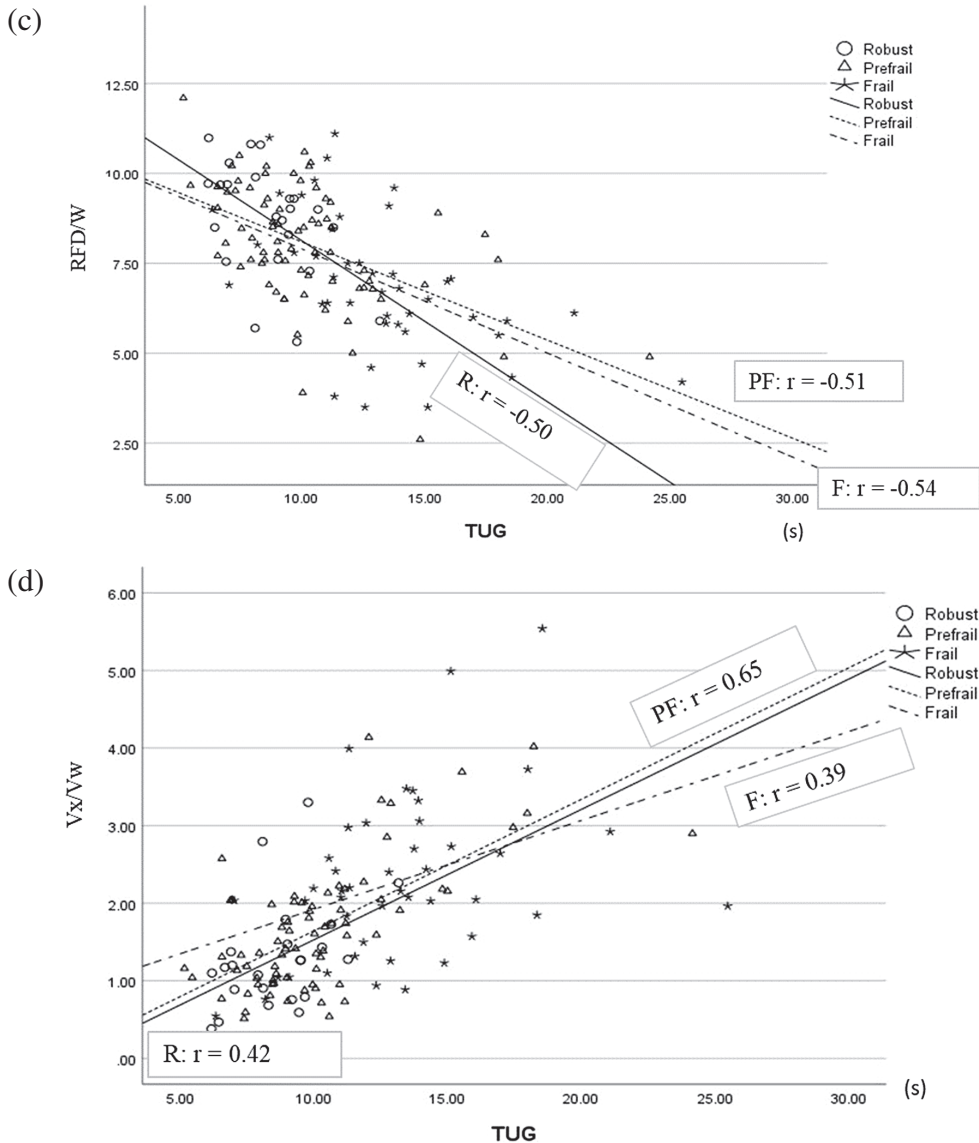 (c)
RFD/W
12.50
10.00
7.50
5.00
2.50
Robust
Prefrail
Frail
Robust
Prefrail
Frail
R: r = -0.50
PF: r = -0.51
F: r = -0.54
5.00 10.00 15.00 20.00 25.00 30.00
TUG (s)
(d)
Vx/Vw
6.00
5.00
4.00
3.00
2.00
1.00
.00
Robust
Prefrail
Frail
Robust
Prefrail
Frail
PF: r = 0.65
F: r = 0.39
R: r = 0.42
5.00 10.00 15.00 20.00 25.00 30.00 (s)
TUG